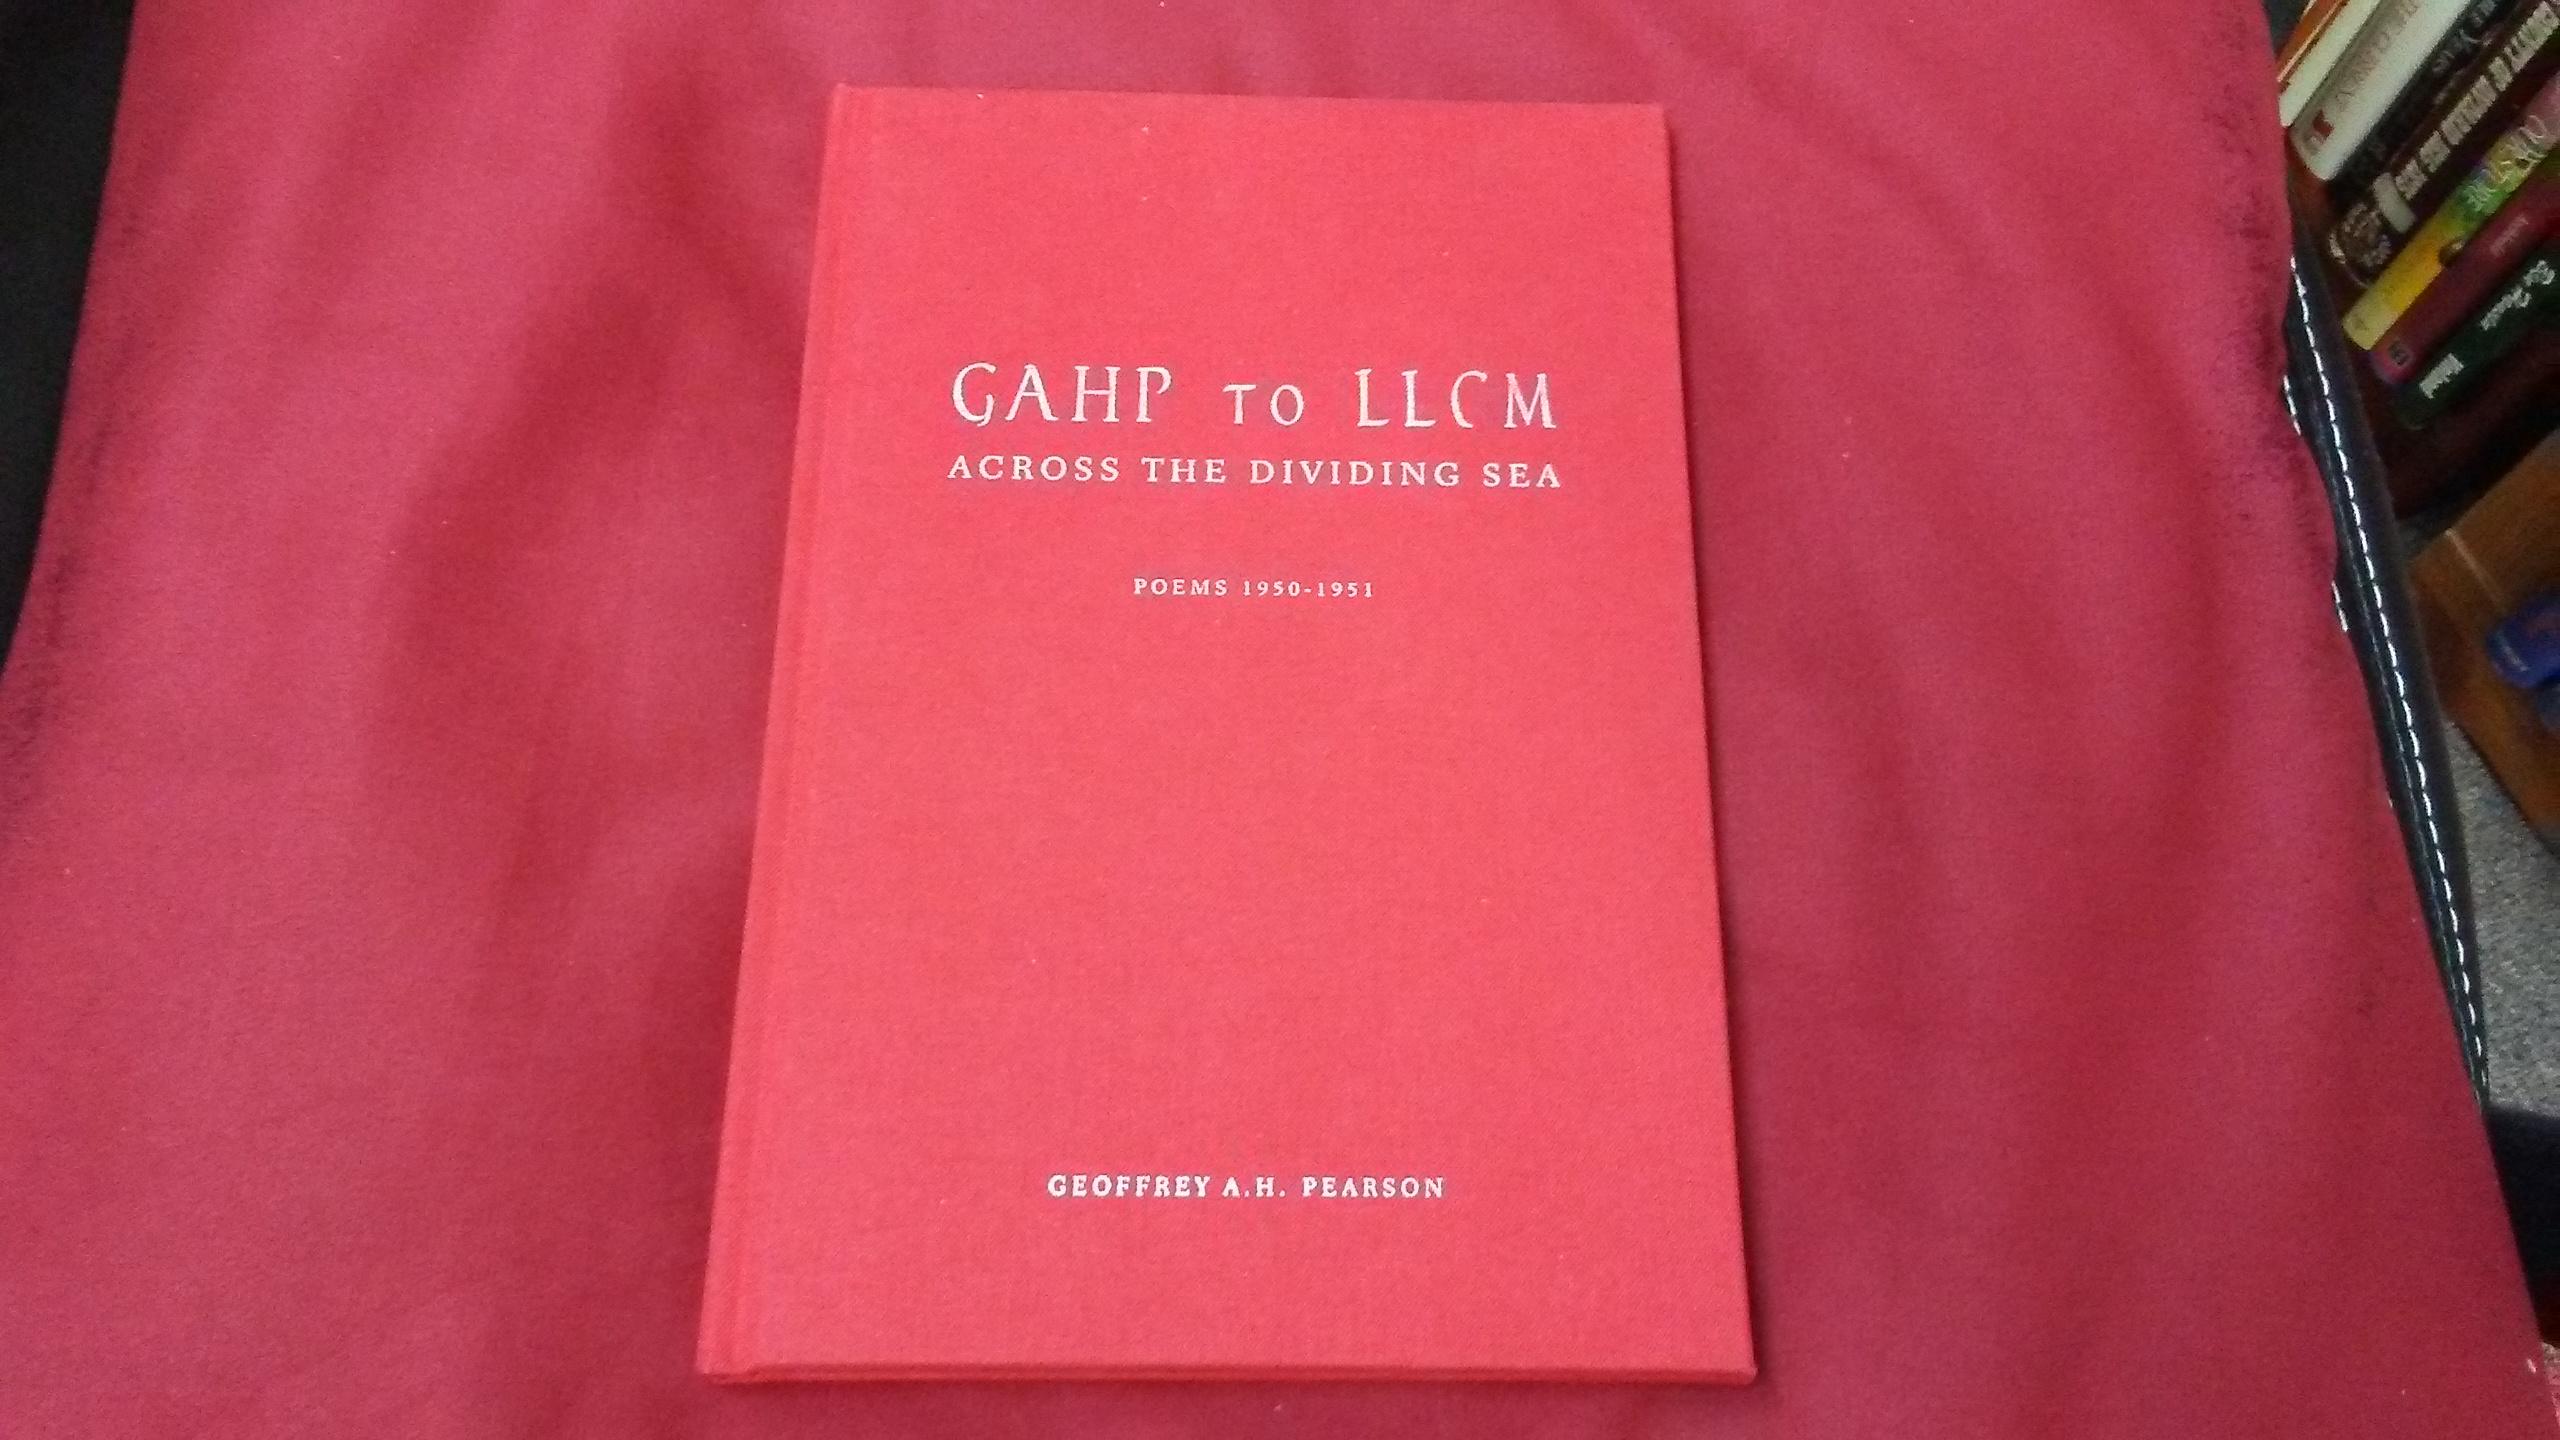 GAHP TO LLCM
ACROSS THE DIVIDING SEA
POEMS 1950-1951
GEOFFREY A.H. PEARSON